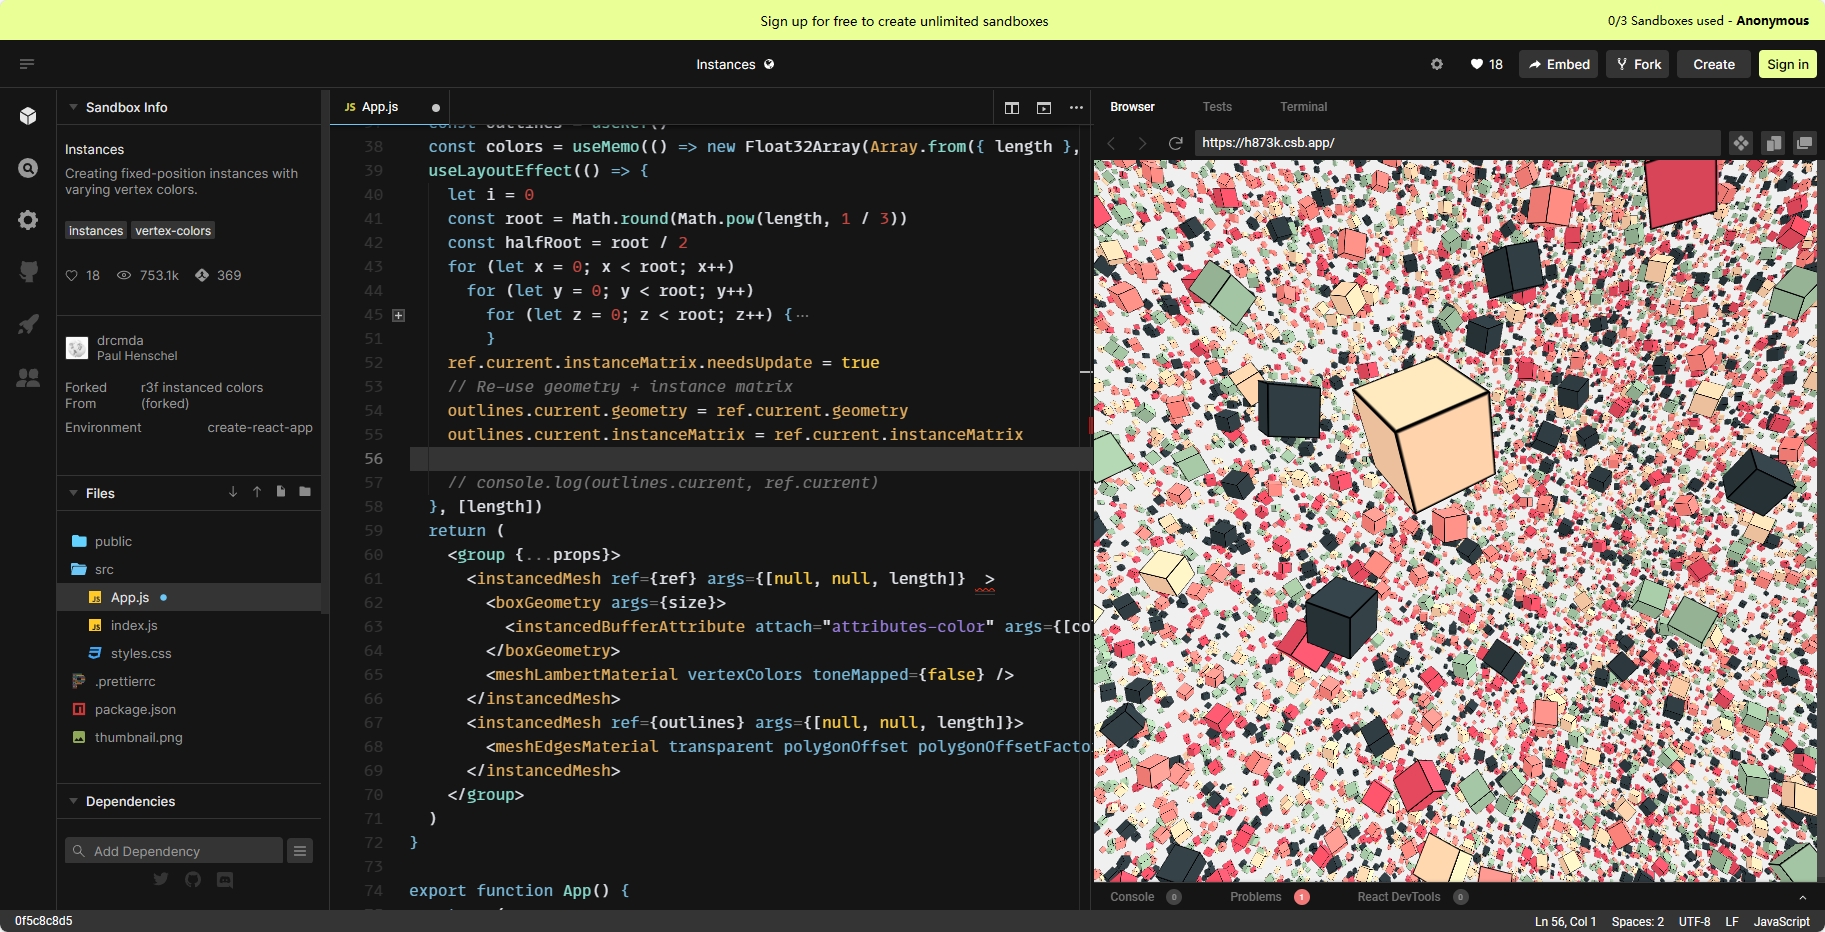 Sign up for free to create unlimited sandboxes
0/3 Sandboxes used - Anonymous
Instances
18
Embed
Fork
Create
Sign in
Sandbox Info
Instances
Creating fixed-position instances with
varying vertex colors.
instances vertex-colors
18 753.1k 369
drcmda
Paul Henschel
Forked From r3f instanced colors (forked)
Environment create-react-app
Files
public
src
JS App.js
JS index.js
styles.css
.prettierrc
package.json
thumbnail.png
Dependencies
Add Dependency
JS App.js
38 const colors = useMemo(() => new Float32Array(Array.from({ length },
39 useLayoutEffect(() => {
40 let i = 0
41 const root = Math.round(Math.pow(length, 1 / 3))
42 const halfRoot = root / 2
43 for (let x = 0; x < root; x++)
44 for (let y = 0; y < root; y++)
45 for (let z = 0; z < root; z++) {···
51 }
52 ref.current.instanceMatrix.needsUpdate = true
53 // Re-use geometry + instance matrix
54 outlines.current.geometry = ref.current.geometry
55 outlines.current.instanceMatrix = ref.current.instanceMatrix
56
57 // console.log(outlines.current, ref.current)
58 }, [length])
59 return (
60 <group {...props}>
61 <instancedMesh ref={ref} args={[null, null, length]} >
62 <boxGeometry args={size}>
63 <instancedBufferAttribute attach="attributes-color" args={[co
64 </boxGeometry>
65 <meshLambertMaterial vertexColors toneMapped={false} />
66 </instancedMesh>
67 <instancedMesh ref={outlines} args={[null, null, length]}>
68 <meshEdgesMaterial transparent polygonOffset polygonOffsetFacto
69 </instancedMesh>
70 </group>
71 )
72 }
73
74 export function App() {
Browser Tests Terminal
https://h873k.csb.app/
Console 0 Problems 1 React DevTools 0
0f5c8c8d5
Ln 56, Col 1 Spaces: 2 UTF-8 LF JavaScript